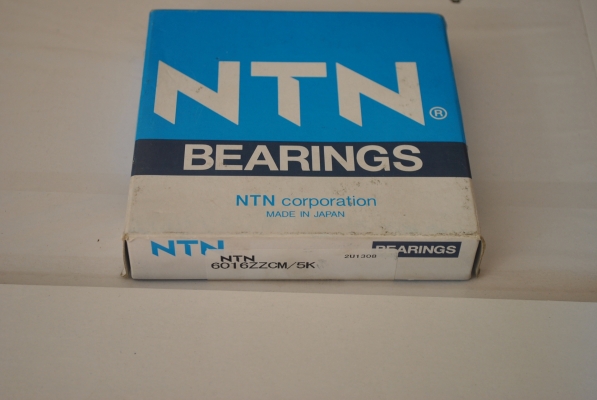 NTN®
BEARINGS
NTN corporation
MADE IN JAPAN
NTN BEARINGS
NTN
6016ZZCM/5K